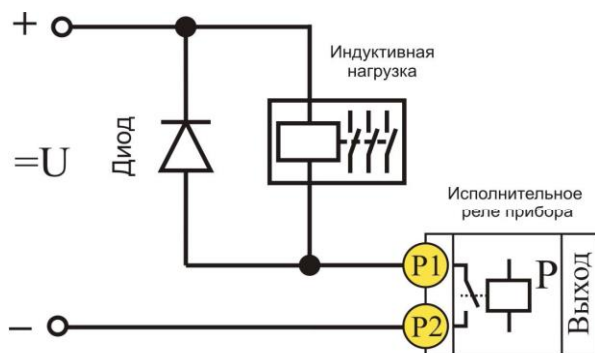 +
Индуктивная
нагрузка
Диод
=U
Исполнительное
реле прибора
P1
P
Выход
P2
–